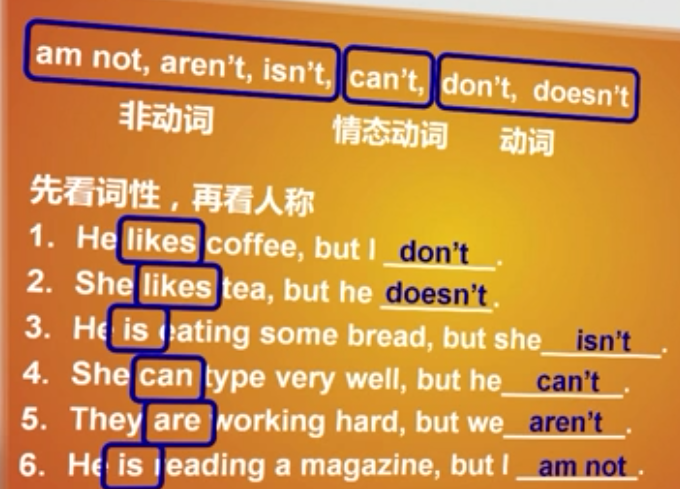 am not, aren't, isn't, can't, don't, doesn't
非动词 情态动词 动词
先看词性，再看人称
1. He likes coffee, but I don't.
2. She likes tea, but he doesn't.
3. He is eating some bread, but she isn't.
4. She can type very well, but he can't.
5. They are working hard, but we aren't.
6. He is reading a magazine, but I am not.